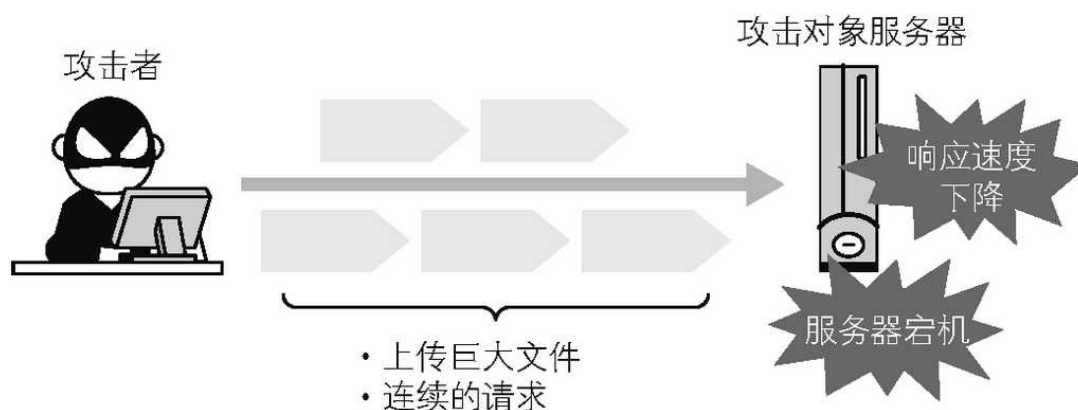 攻击者
攻击对象服务器
响应速度
下降
服务器宕机
・上传巨大文件
・连续的请求